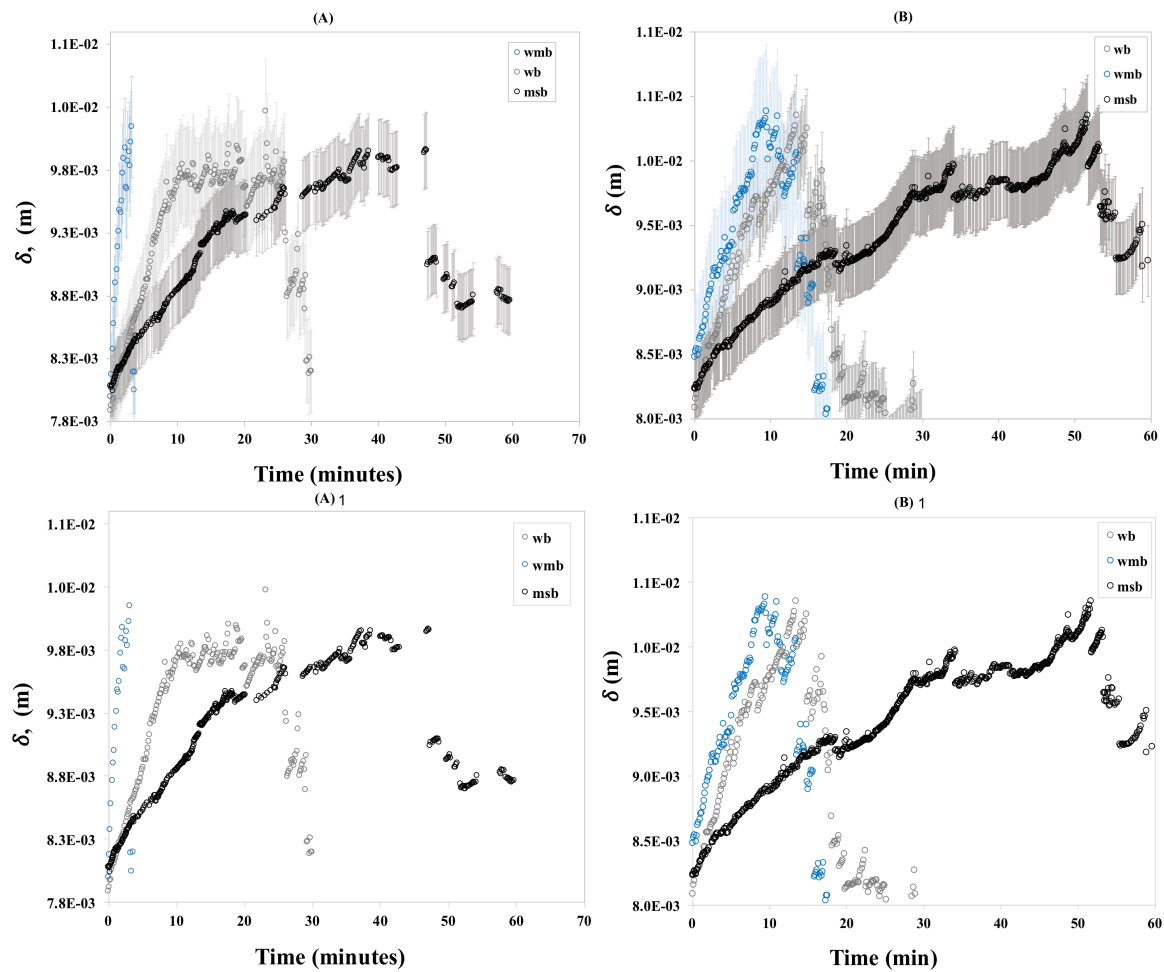 (A)
1.1E-02
1.0E-02
9.8E-03
9.3E-03
8.8E-03
8.3E-03
7.8E-03
δ, (m)
0 10 20 30 40 50 60 70
Time (minutes)
wmb
wb
msb
(B)
1.1E-02
1.1E-02
1.0E-02
9.5E-03
9.0E-03
8.5E-03
8.0E-03
δ (m)
0 10 20 30 40 50 60
Time (min)
wb
wmb
msb
(A) 1
1.1E-02
1.0E-02
9.8E-03
9.3E-03
8.8E-03
8.3E-03
7.8E-03
δ, (m)
0 10 20 30 40 50 60 70
Time (minutes)
wb
wmb
msb
(B) 1
1.1E-02
1.1E-02
1.0E-02
9.5E-03
9.0E-03
8.5E-03
8.0E-03
δ (m)
0 10 20 30 40 50 60
Time (min)
wb
wmb
msb